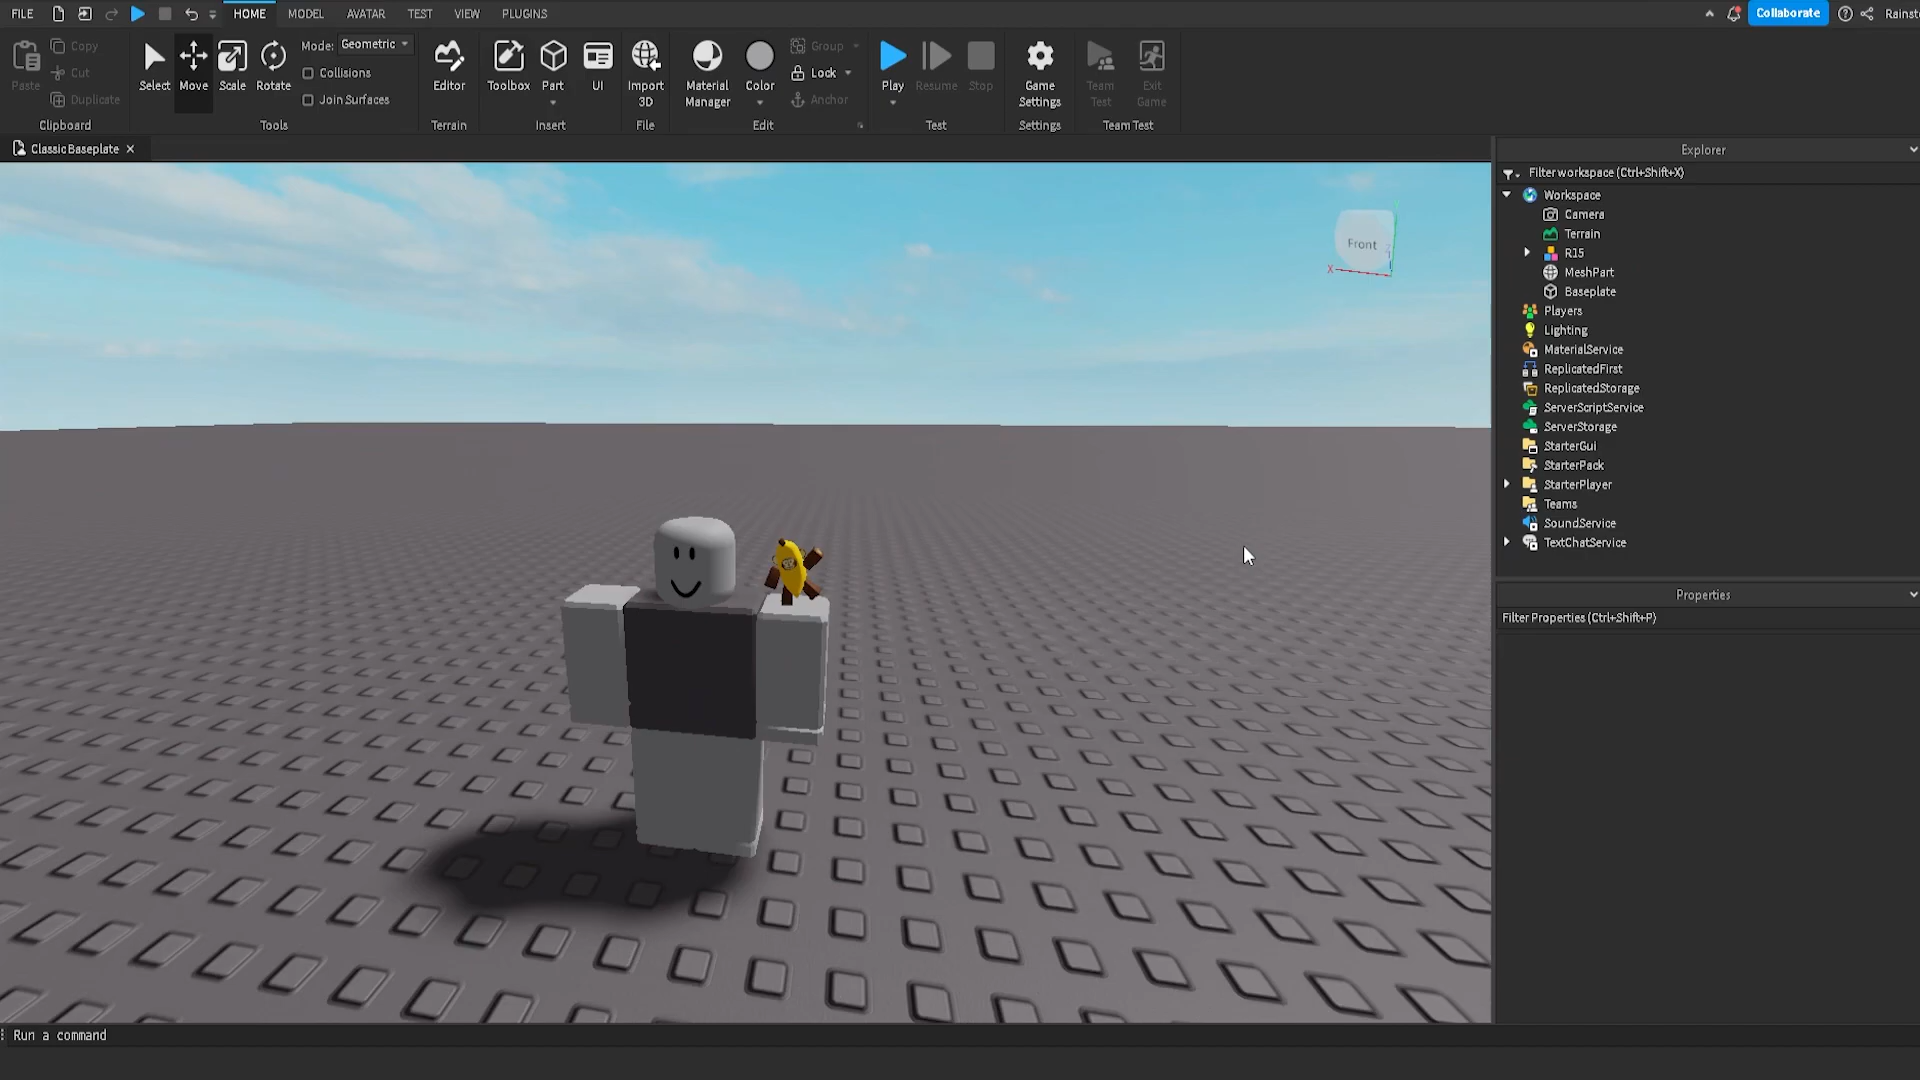 FILE HOME MODEL AVATAR TEST VIEW PLUGINS Collaborate
Paste Copy Cut Duplicate
Clipboard
Select Move Scale Rotate
Mode: Geometric
Collisions
Join Surfaces
Tools
Editor
Terrain
Toolbox Part UI
Insert
Import 3D
File
Material Manager
Color
Group
Lock
Anchor
Edit
Play Resume Stop
Test
Game Settings
Settings
Team Test
Exit Game
Team Test
Classic Baseplate
Front
X
Explorer
Filter workspace (Ctrl+Shift+X)
Workspace
Camera
Terrain
R15
MeshPart
Baseplate
Players
Lighting
MaterialService
ReplicatedFirst
ReplicatedStorage
ServerScriptService
ServerStorage
StarterGui
StarterPack
StarterPlayer
Teams
SoundService
TextChatService
Properties
Filter Properties (Ctrl+Shift+P)
Run a command